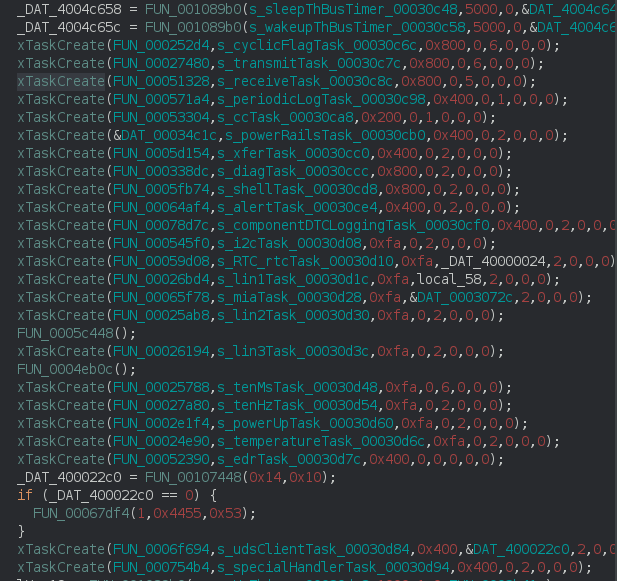 _DAT_4004c658 = FUN_001089b0(s_sleepThBusTimer_00030c48,5000,0,&DAT_4004c64
_DAT_4004c65c = FUN_001089b0(s_wakeupThBusTimer_00030c58,5000,0,&DAT_4004c6
xTaskCreate(FUN_000252d4,s_cyclicFlagTask_00030c6c,0x800,0,6,0,0,0);
xTaskCreate(FUN_00027480,s_transmitTask_00030c7c,0x800,0,6,0,0,0);
xTaskCreate(FUN_00051328,s_receiveTask_00030c8c,0x800,0,5,0,0,0);
xTaskCreate(FUN_000571a4,s_periodicLogTask_00030c98,0x400,0,1,0,0,0);
xTaskCreate(FUN_00053304,s_ccTask_00030ca8,0x200,0,1,0,0,0);
xTaskCreate(&DAT_00034c1c,s_powerRailsTask_00030cb0,0x400,0,2,0,0,0);
xTaskCreate(FUN_0005d154,s_xferTask_00030cc0,0x400,0,2,0,0,0);
xTaskCreate(FUN_000338dc,s_diagTask_00030ccc,0x800,0,2,0,0,0);
xTaskCreate(FUN_0005fb74,s_shellTask_00030cd8,0x800,0,2,0,0,0);
xTaskCreate(FUN_00064af4,s_alertTask_00030ce4,0x400,0,2,0,0,0);
xTaskCreate(FUN_00078d7c,s_componentDTCLoggingTask_00030cf0,0x400,0,2,0,0,0
xTaskCreate(FUN_000545f0,s_i2cTask_00030d08,0xfa,0,2,0,0,0);
xTaskCreate(FUN_00059d08,s_RTC_rtcTask_00030d10,0xfa,_DAT_40000024,2,0,0,0)
xTaskCreate(FUN_00026bd4,s_lin1Task_00030d1c,0xfa,local_58,2,0,0,0);
xTaskCreate(FUN_00065f78,s_miaTask_00030d28,0xfa,&DAT_0003072c,2,0,0,0);
xTaskCreate(FUN_00025ab8,s_lin2Task_00030d30,0xfa,0,2,0,0,0);
FUN_0005c448();
xTaskCreate(FUN_00026194,s_lin3Task_00030d3c,0xfa,0,2,0,0,0);
FUN_0004eb0c();
xTaskCreate(FUN_00025788,s_tenMsTask_00030d48,0xfa,0,6,0,0,0);
xTaskCreate(FUN_00027a80,s_tenHzTask_00030d54,0xfa,0,2,0,0,0);
xTaskCreate(FUN_0002e1f4,s_powerUpTask_00030d60,0xfa,0,2,0,0,0);
xTaskCreate(FUN_00024e90,s_temperatureTask_00030d6c,0xfa,0,2,0,0,0);
xTaskCreate(FUN_00052390,s_edrTask_00030d7c,0x400,0,0,0,0,0);
_DAT_400022c0 = FUN_00107448(0x14,0x10);
if (_DAT_400022c0 == 0) {
FUN_00067df4(1,0x4455,0x53);
}
xTaskCreate(FUN_0006f694,s_udsClientTask_00030d84,0x400,&DAT_400022c0,2,0,0
xTaskCreate(FUN_000754b4,s_specialHandlerTask_00030d94,0x400,0,2,0,0,0);